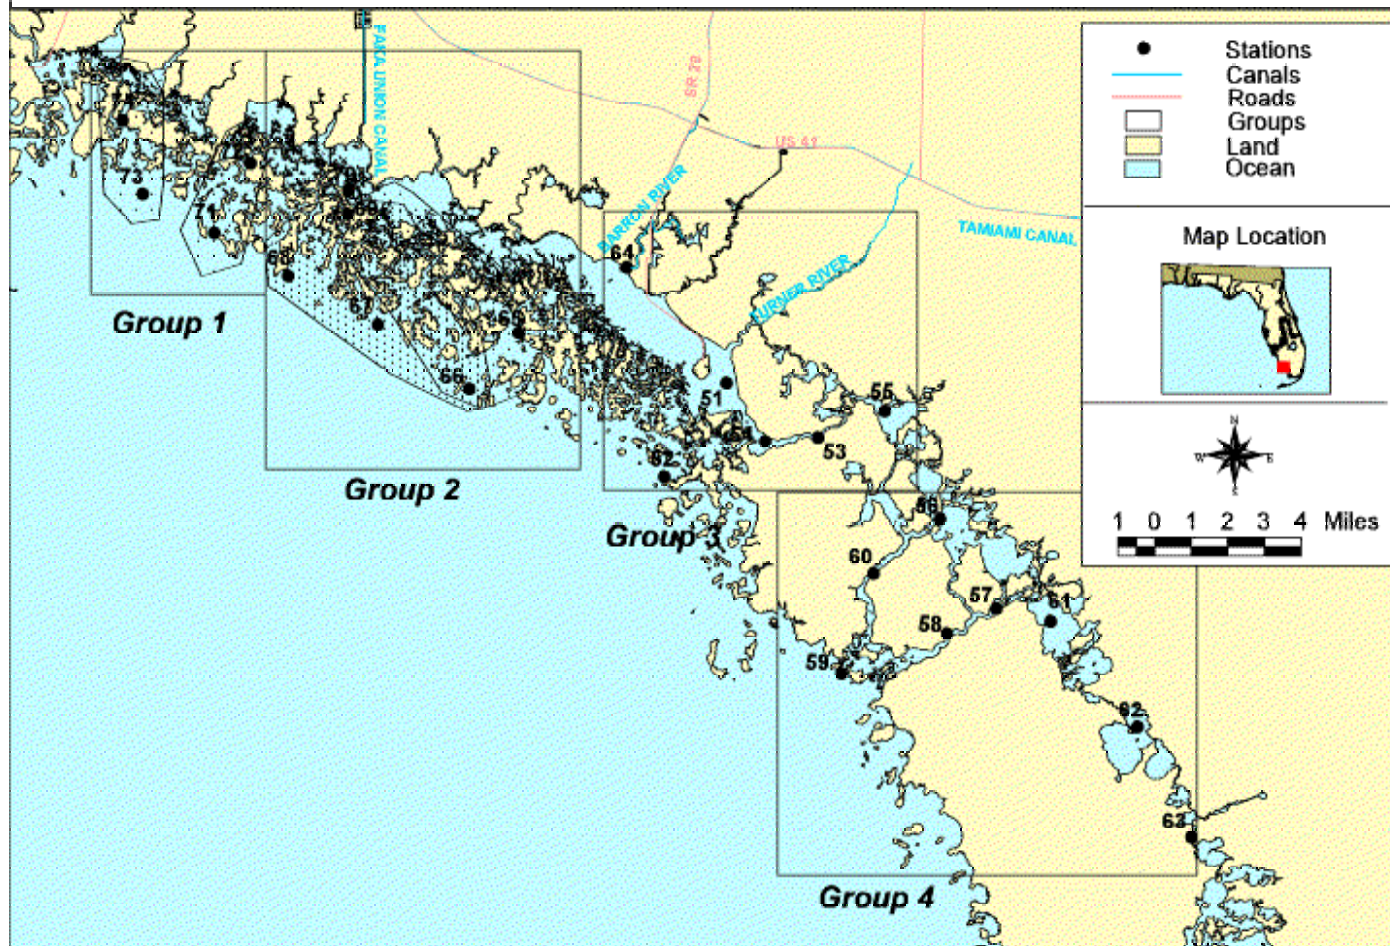 FAKA UNION CANAL
SR 29
US 41
BARRON RIVER
TURNER RIVER
TAMIAMI CANAL
Stations
Canals
Roads
Groups
Land
Ocean
Map Location
N
W E
S
1 0 1 2 3 4 Miles
73
71
68
67
66
64
51
52
53
55
56
60
57
61
58
59
62
63
Group 1
Group 2
Group 3
Group 4